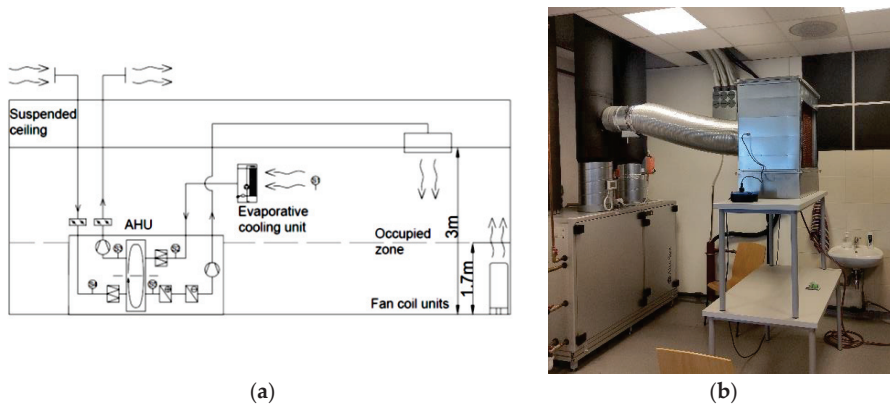 Suspended
ceiling
AHU
Evaporative
cooling unit
Occupied
zone
3m
1.7m
Fan coil units
(a)
(b)